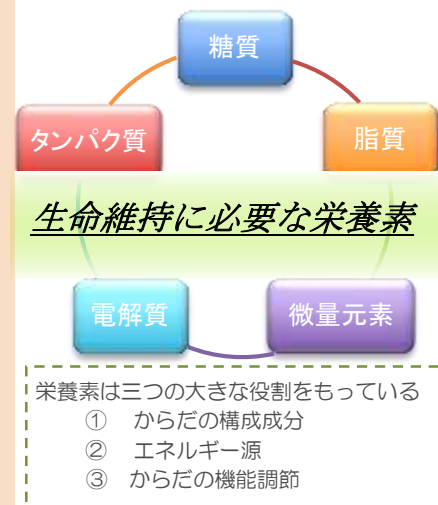 糖質
タンパク質
脂質
生命維持に必要な栄養素
電解質
微量元素
栄養素は三つの大きな役割をもっている
① からだの構成成分
② エネルギー源
③ からだの機能調節